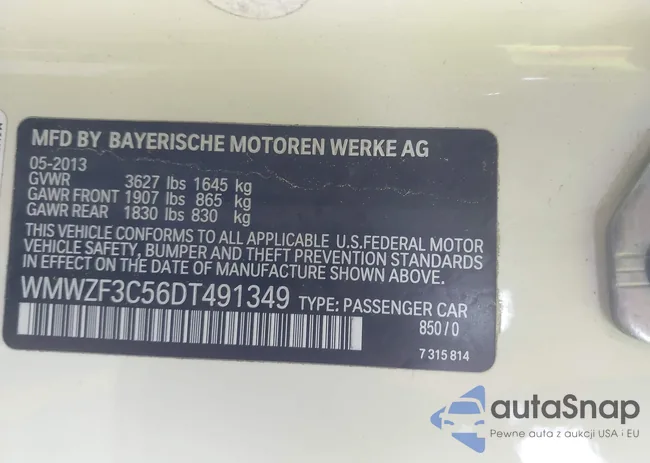 MFD BY BAYERISCHE MOTOREN WERKE AG
05-2013
GVWR 3627 lbs 1645 kg
GAWR FRONT 1907 lbs 865 kg
GAWR REAR 1830 lbs 830 kg
THIS VEHICLE CONFORMS TO ALL APPLICABLE U.S.FEDERAL MOTOR
VEHICLE SAFETY, BUMPER AND THEFT PREVENTION STANDARDS
IN EFFECT ON THE DATE OF MANUFACTURE SHOWN ABOVE.
WMWZF3C56DT491349 TYPE: PASSENGER CAR
850/0
7 315 814
autaSnap
Pewne auta z aukcji USA i EU